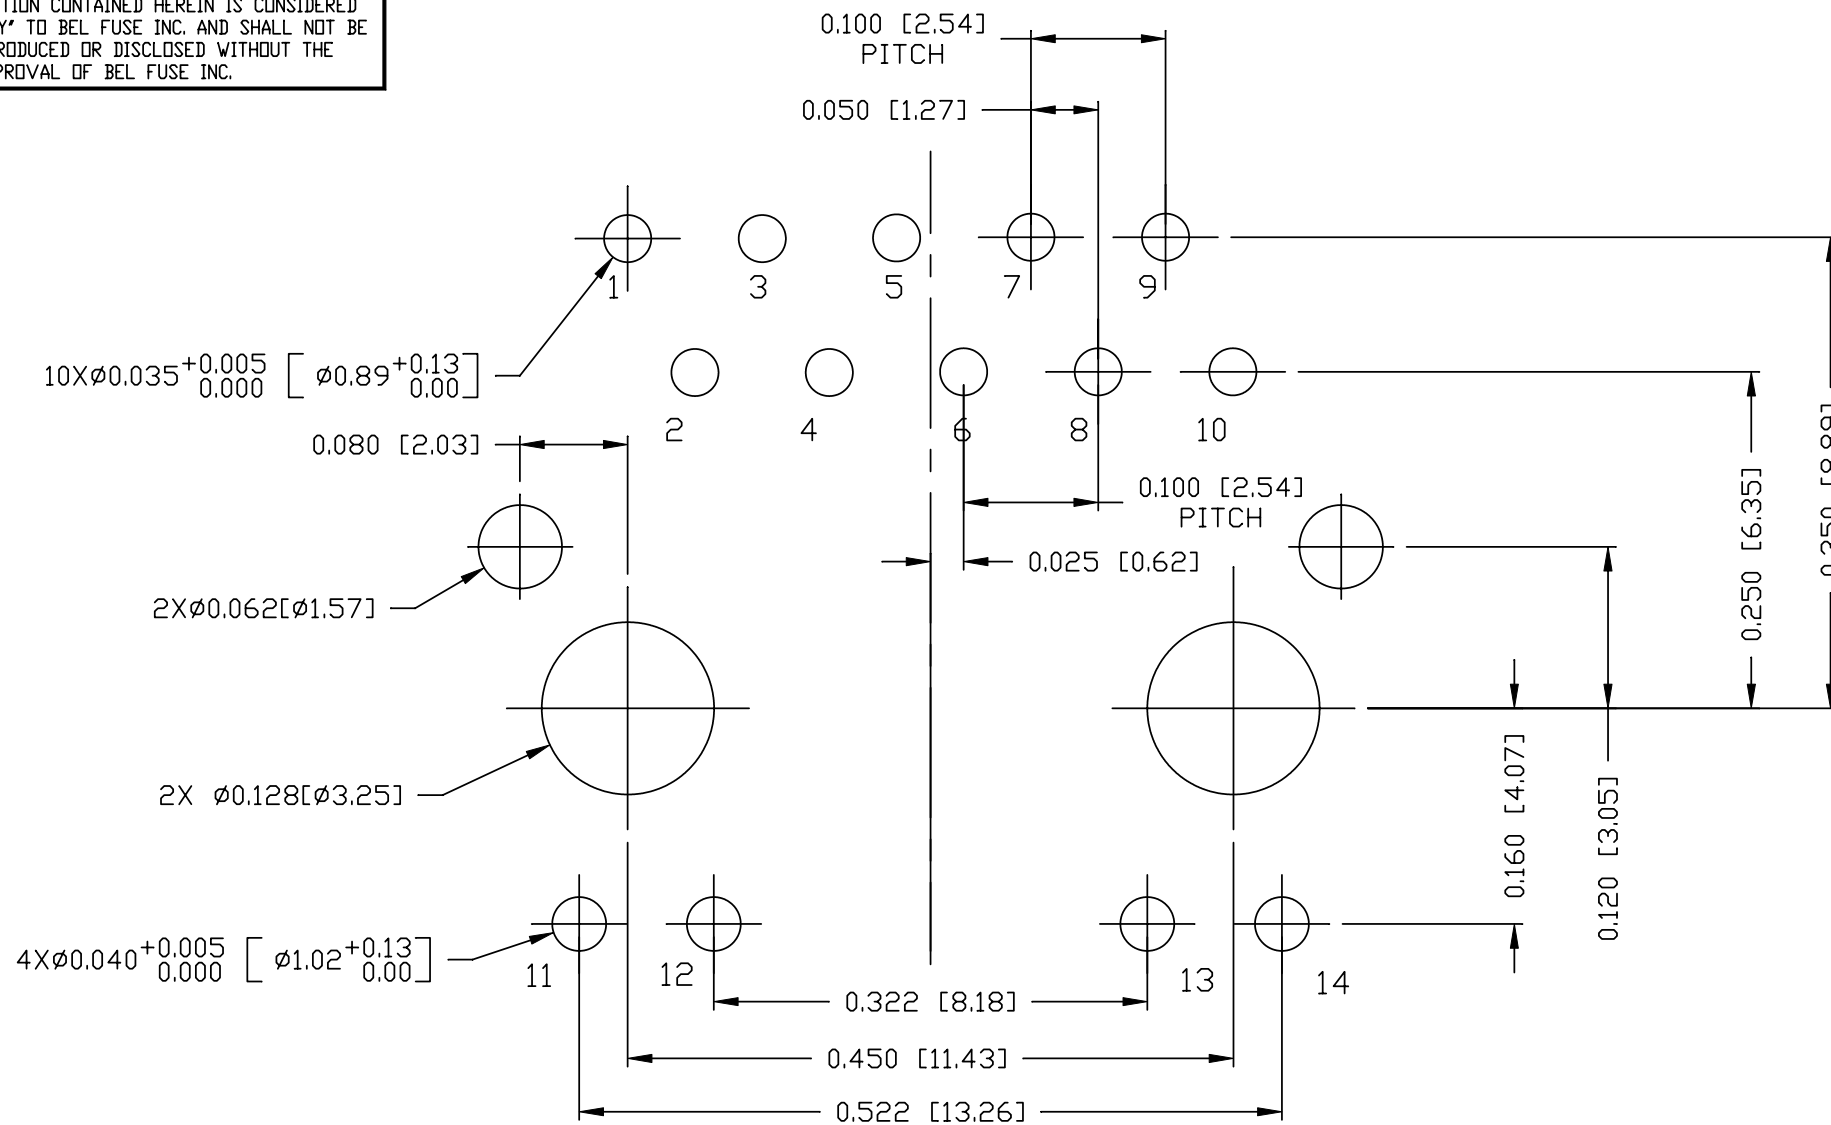 CONTAINED HEREIN IS CONSIDERED
TO BEL FUSE INC. AND SHALL NOT BE
OR DISCLOSED WITHOUT THE
OF BEL FUSE INC.
0.100 [2.54]
PITCH
0.050 [1.27]
1
3
5
7
9
10XØ0.035 +0.005 0.000 [ Ø0.89 +0.13 0.00 ]
2
4
6
8
10
0.080 [2.03]
0.100 [2.54]
PITCH
0.025 [0.62]
0.250 [6.35]
0.350 [8.89]
2XØ0.062[Ø1.57]
2X Ø0.128[Ø3.25]
0.160 [4.07]
0.120 [3.05]
4XØ0.040 +0.005 0.000 [ Ø1.02 +0.13 0.00 ]
11
12
13
14
0.322 [8.18]
0.450 [11.43]
0.522 [13.26]